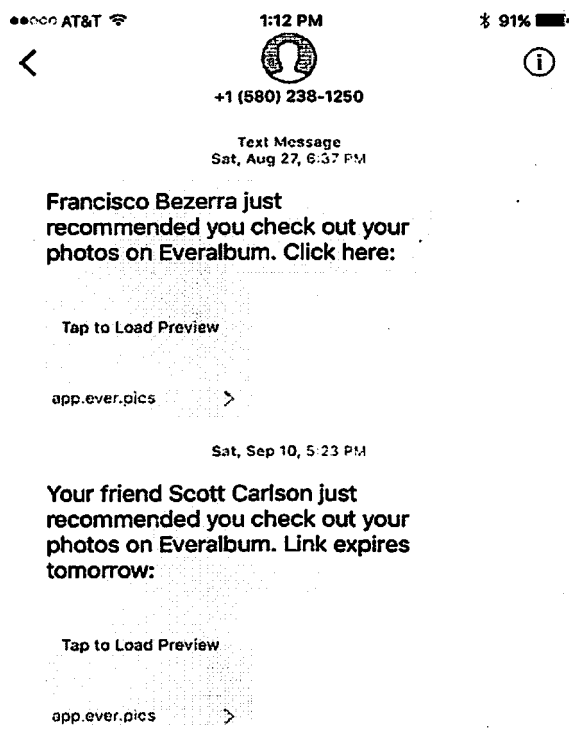 AT&T 1:12 PM 91%
+1 (580) 238-1250
Text Message
Sat, Aug 27, 6:37 PM
Francisco Bezerra just
recommended you check out your
photos on Everalbum. Click here:
Tap to Load Preview
app.ever.pics
Sat, Sep 10, 5:23 PM
Your friend Scott Carlson just
recommended you check out your
photos on Everalbum. Link expires
tomorrow:
Tap to Load Preview
app.ever.pics